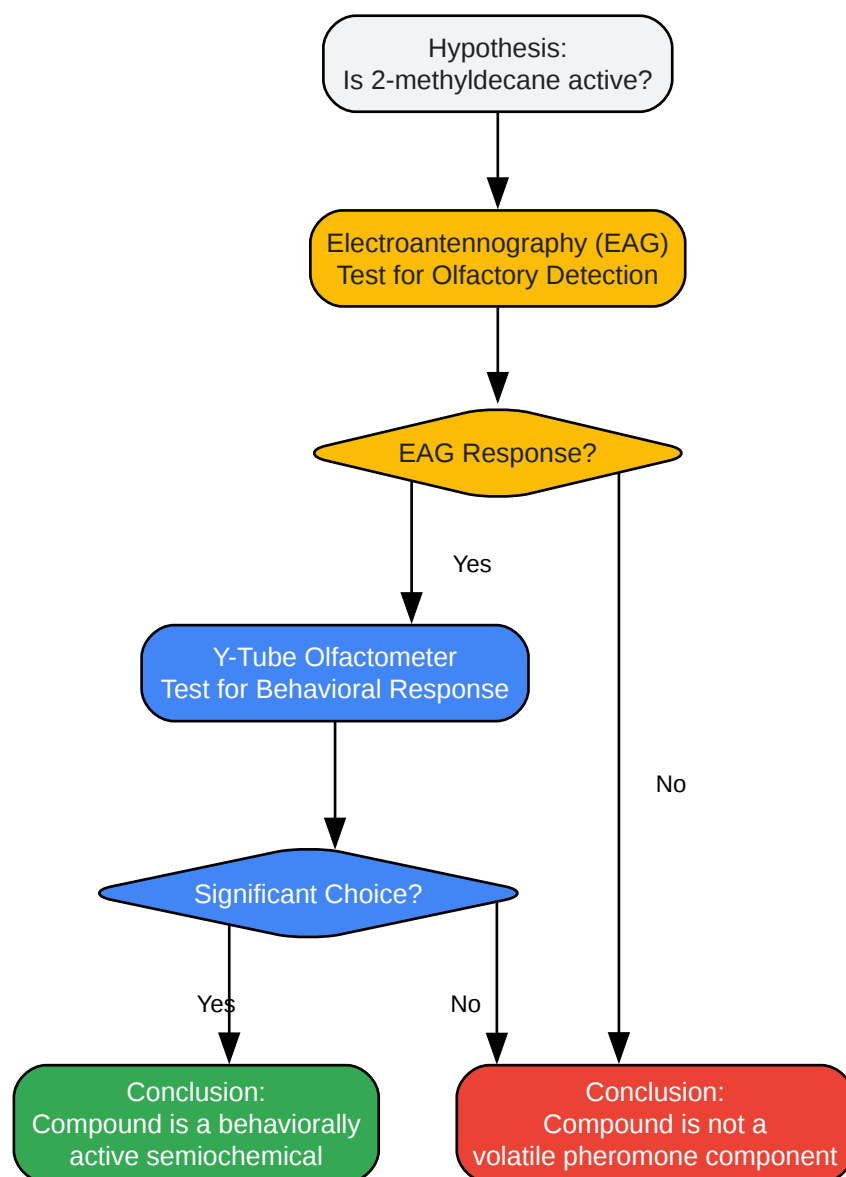 Hypothesis:
Is 2-methyldecane active?
Electroantennography (EAG)
Test for Olfactory Detection
EAG Response?
Yes
Y-Tube Olfactometer
Test for Behavioral Response
No
Significant Choice?
Yes
No
Conclusion:
Compound is a behaviorally
active semiochemical
Conclusion:
Compound is not a
volatile pheromone component